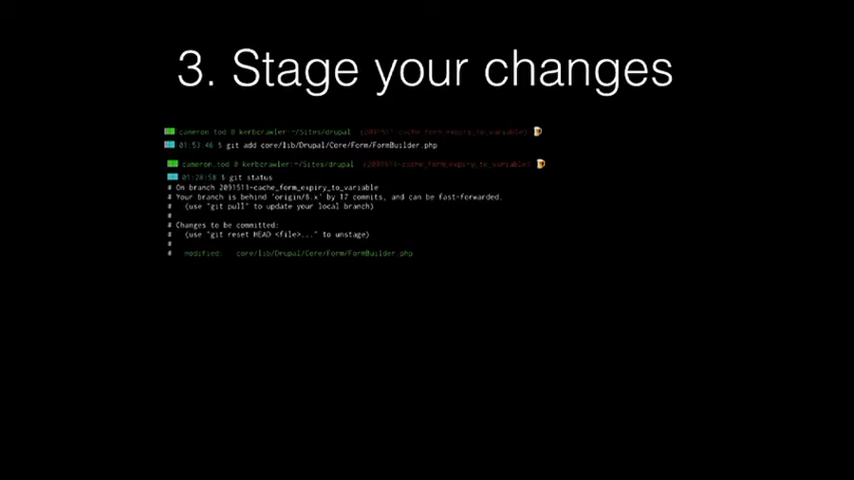 3. Stage your changes
cameron_tod @ kerbcrawler:~/Sites/drupal (2091511-cache_form_expiry_to_variable)
01:53:46 $ git add core/lib/Drupal/Core/Form/FormBuilder.php
cameron_tod @ kerbcrawler:~/Sites/drupal (2091511-cache_form_expiry_to_variable)
01:28:58 $ git status
# On branch 2091511-cache_form_expiry_to_variable
# Your branch is behind 'origin/8.x' by 17 commits, and can be fast-forwarded.
#   (use "git pull" to update your local branch)
#
# Changes to be committed:
#   (use "git reset HEAD <file>..." to unstage)
#
#   modified:   core/lib/Drupal/Core/Form/FormBuilder.php